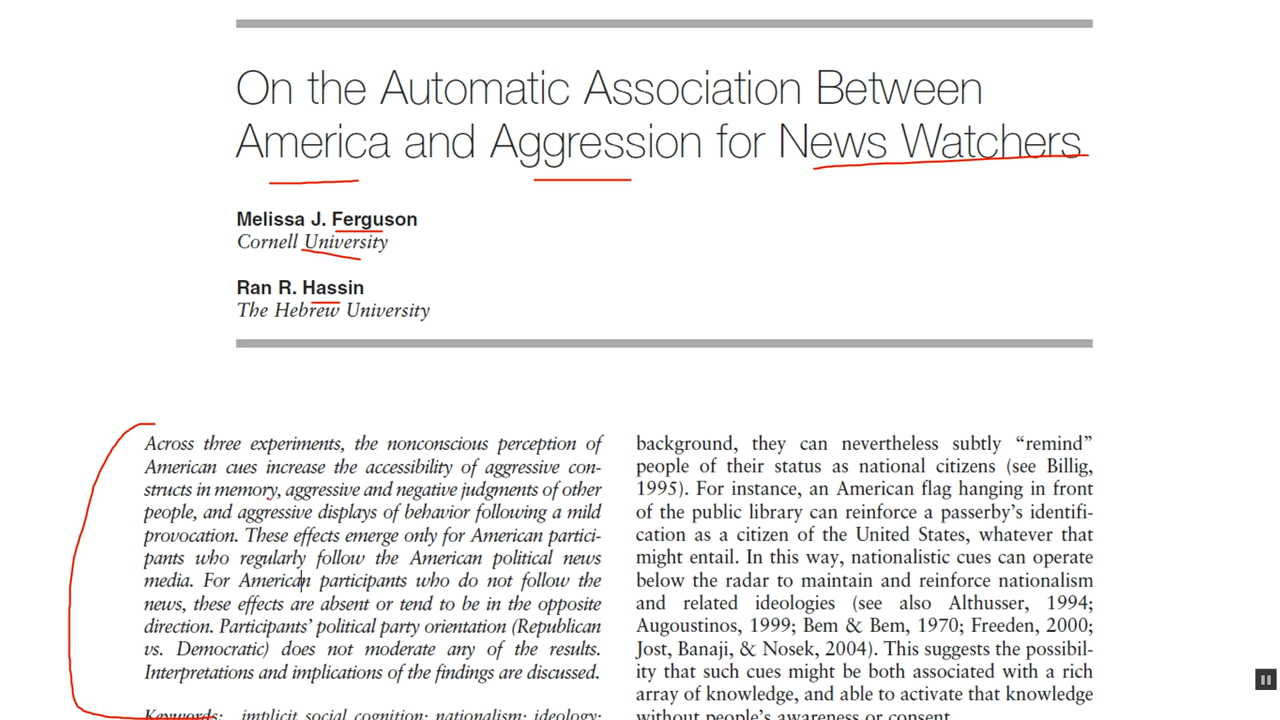 On the Automatic Association Between
America and Aggression for News Watchers
Melissa J. Ferguson
Cornell University
Ran R. Hassin
The Hebrew University
Across three experiments, the nonconscious perception of
American cues increase the accessibility of aggressive con-
structs in memory, aggressive and negative judgments of other
people, and aggressive displays of behavior following a mild
provocation. These effects emerge only for American partici-
pants who regularly follow the American political news
media. For American participants who do not follow the
news, these effects are absent or tend to be in the opposite
direction. Participants’ political party orientation (Republican
vs. Democratic) does not moderate any of the results.
Interpretations and implications of the findings are discussed.
Keywords: implicit social cognition; nationalism; ideology;
background, they can nevertheless subtly “remind”
people of their status as national citizens (see Billig,
1995). For instance, an American flag hanging in front
of the public library can reinforce a passerby’s identifi-
cation as a citizen of the United States, whatever that
might entail. In this way, nationalistic cues can operate
below the radar to maintain and reinforce nationalism
and related ideologies (see also Althusser, 1994;
Augoustinos, 1999; Bem & Bem, 1970; Freeden, 2000;
Jost, Banaji, & Nosek, 2004). This suggests the possibil-
ity that such cues might be both associated with a rich
array of knowledge, and able to activate that knowledge
without people’s awareness or consent.